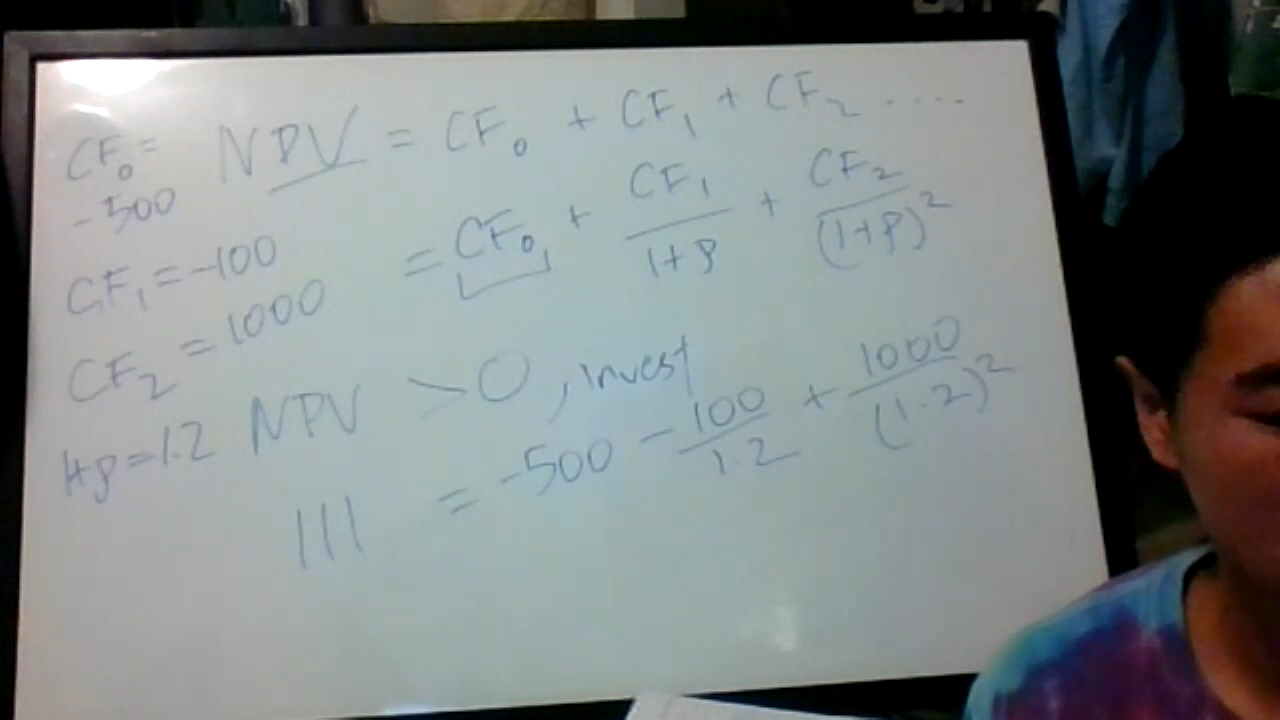 CF₀ =
-500
CF₁ = -100
CF₂ = 1000
1+ρ = 1.2
NPV = CF₀ + CF₁ + CF₂ .....
= CF₀ + CF₁/(1+ρ) + CF₂/(1+ρ)²
NPV > 0, invest
= -500 - 100/1.2 + 1000/(1.2)²
111